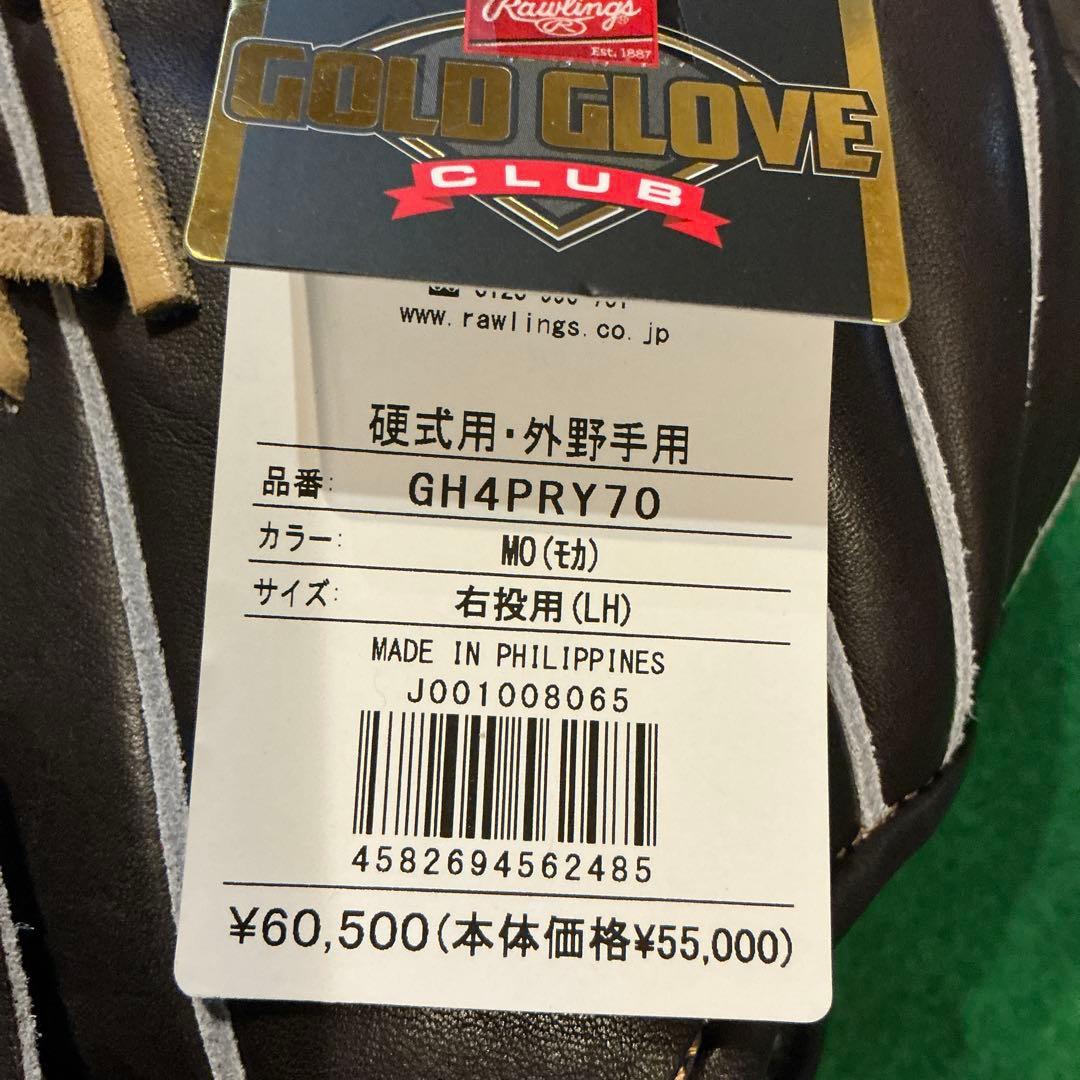 Rawlings
R
Est. 1887
GOLD GLOVE
CLUB
www.rawlings.co.jp
硬式用・外野手用
品番: GH4PRY70
カラー: MO(ﾓｶ)
サイズ: 右投用(LH)
MADE IN PHILIPPINES
J001008065
4582694562485
¥60,500(本体価格¥55,000)